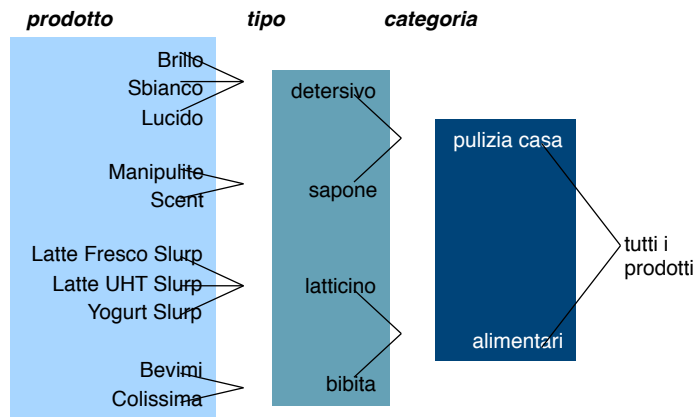 prodotto
tipo
categoria
Brillo
Sbianco
Lucido
Manipulito
Scent
Latte Fresco Slurp
Latte UHT Slurp
Yogurt Slurp
Bevimi
Colissima
detersivo
sapone
latticino
bibita
pulizia casa
alimentari
tutti i
prodotti